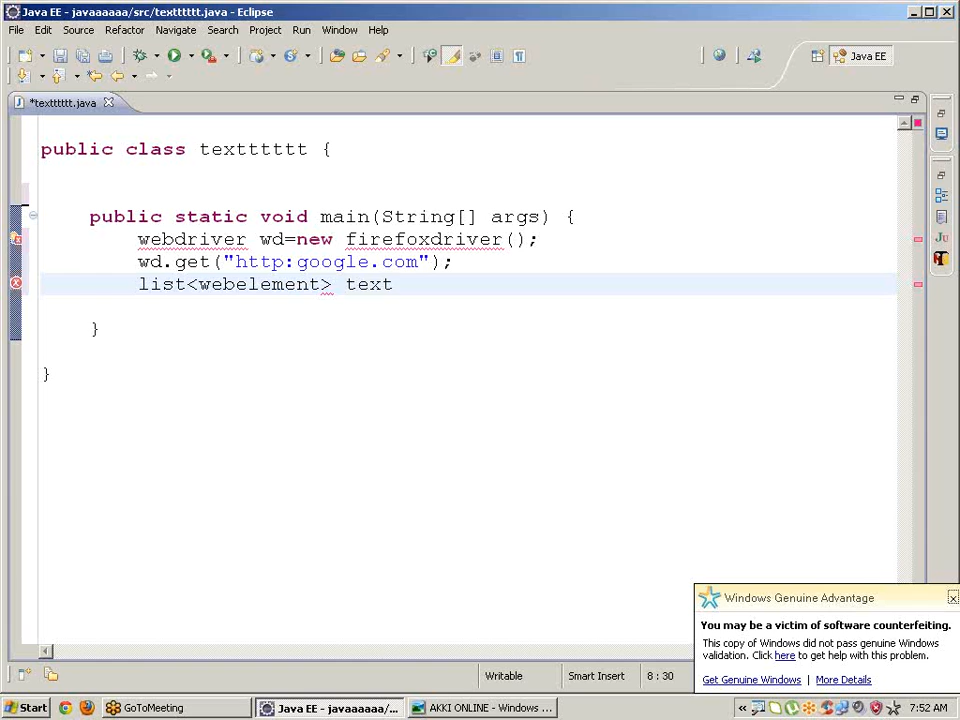 Java EE - javaaaaaa/src/textttttt.java - Eclipse
File Edit Source Refactor Navigate Search Project Run Window Help
Java EE
*textttttt.java
public class textttttt {
public static void main(String[] args) {
webdriver wd=new firefoxdriver();
wd.get("http:google.com");
list<webelement> text
}
}
Windows Genuine Advantage
You may be a victim of software counterfeiting.
This copy of Windows did not pass genuine Windows
validation. Click here to get help with this problem.
Get Genuine Windows | More Details
Writable Smart Insert 8 : 30
Start GoToMeeting Java EE - javaaaaaa/... AKKI ONLINE - Windows ... « 7:52 AM